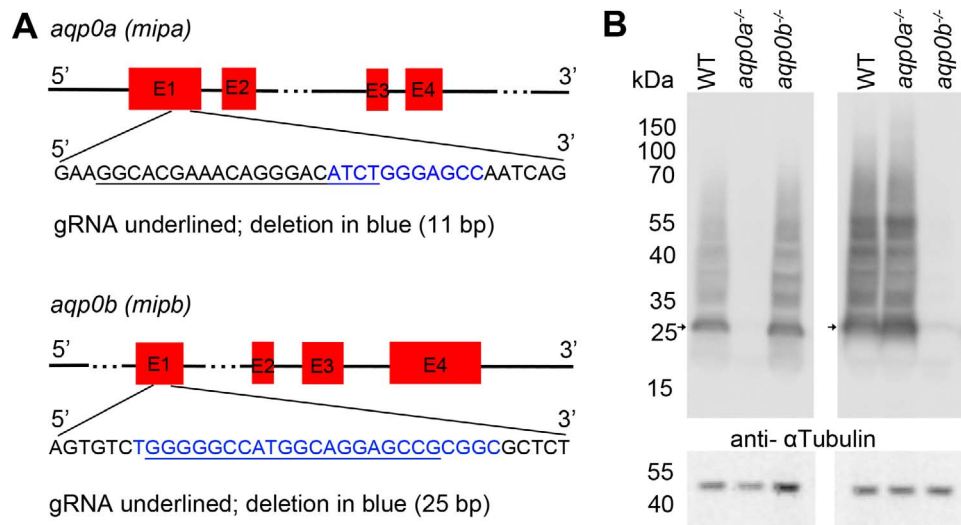 A
aqp0a (mipa)
5’ 3’
E1 E2 E3 E4
5’ 3’
GAAGGCACGAAACAGGGACATCTGGGAGCCAATCAG
gRNA underlined; deletion in blue (11 bp)
aqp0b (mipb)
5’ 3’
E1 E2 E3 E4
5’ 3’
AGTGTCTGGGGGCCATGGCAGGAGCCGCGGCGCTCT
gRNA underlined; deletion in blue (25 bp)
B
kDa WT aqp0a-/- aqp0b-/- WT aqp0a-/- aqp0b-/-
150
100
70
55
40
35
25
15
anti- αTubulin
55
40